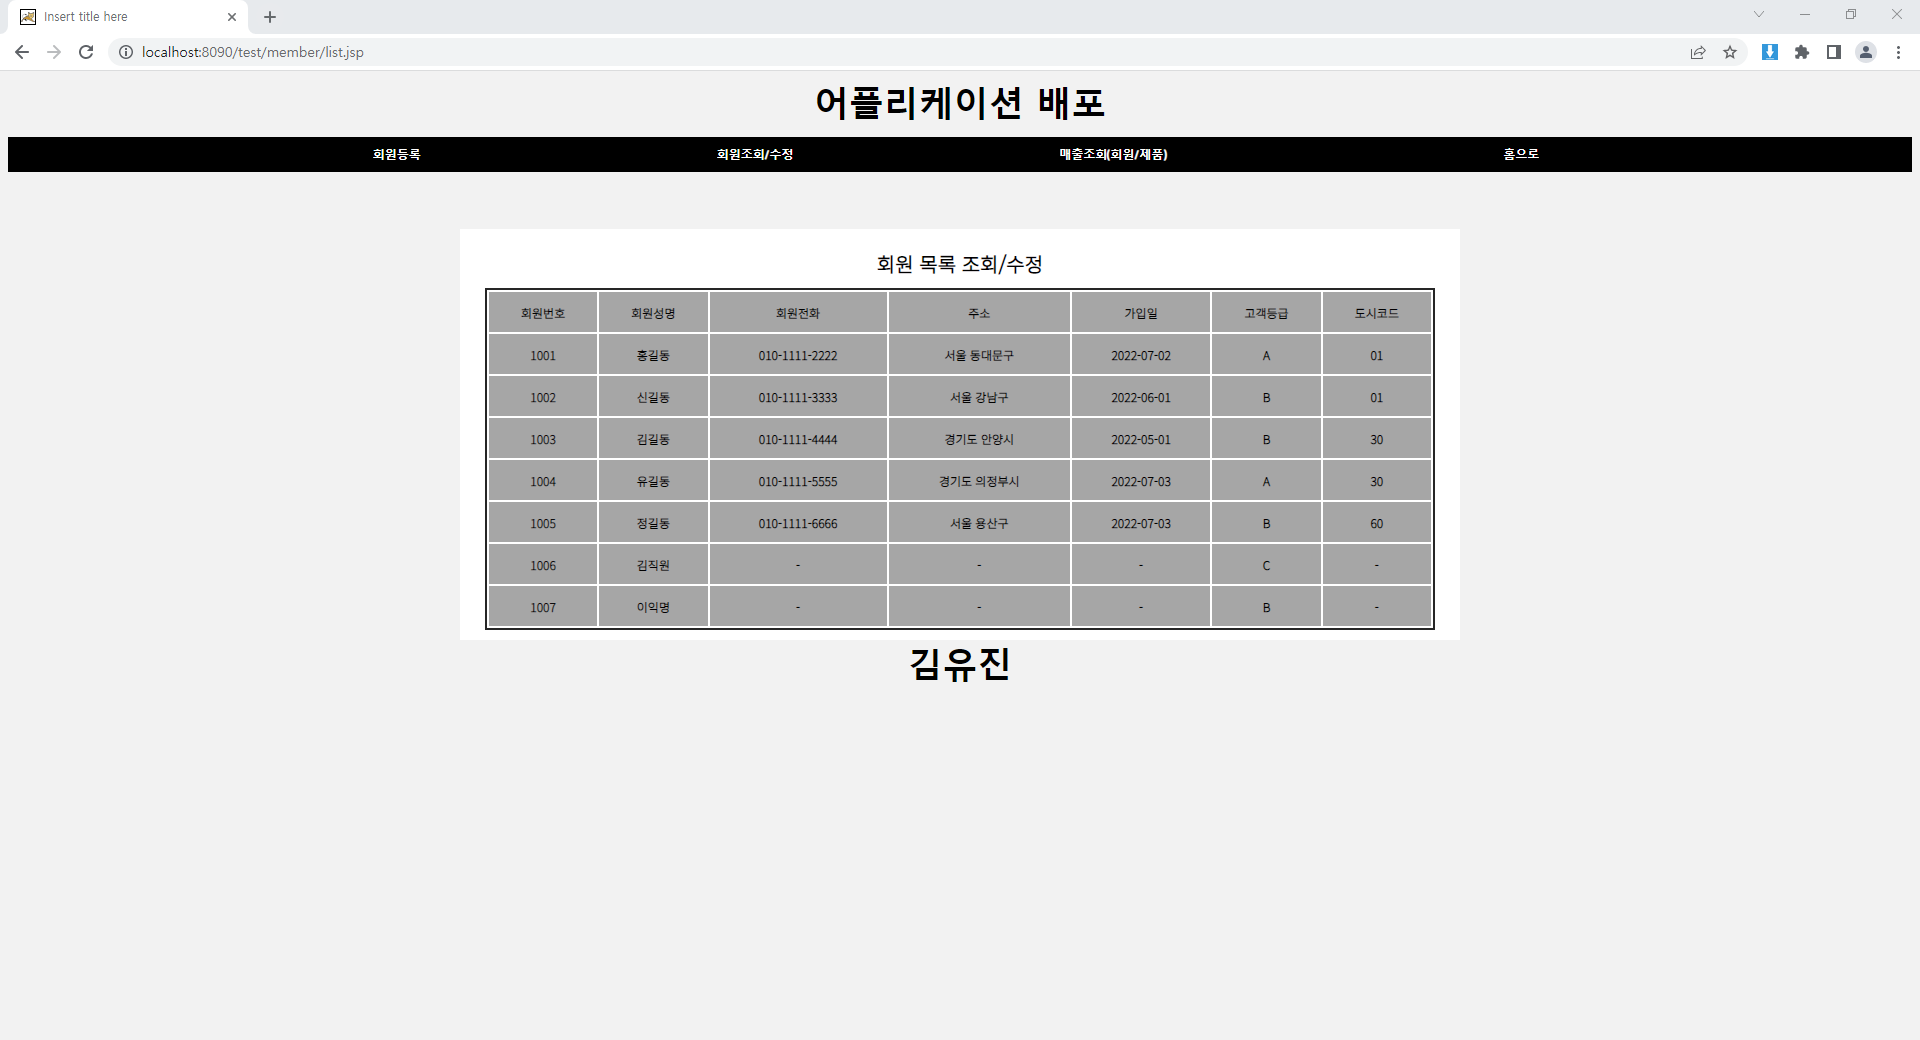 Insert title here
localhost:8090/test/member/list.jsp
어플리케이션 배포
회원등록 회원조회/수정 매출조회(회원/제품) 홈으로
회원 목록 조회/수정
회원번호 회원성명 회원전화 주소 가입일 고객등급 도시코드
1001 홍길동 010-1111-2222 서울 동대문구 2022-07-02 A 01
1002 신길동 010-1111-3333 서울 강남구 2022-06-01 B 01
1003 김길동 010-1111-4444 경기도 안양시 2022-05-01 B 30
1004 유길동 010-1111-5555 경기도 의정부시 2022-07-03 A 30
1005 정길동 010-1111-6666 서울 용산구 2022-07-03 B 60
1006 김직원 - - - C -
1007 이익명 - - - B -
김유진